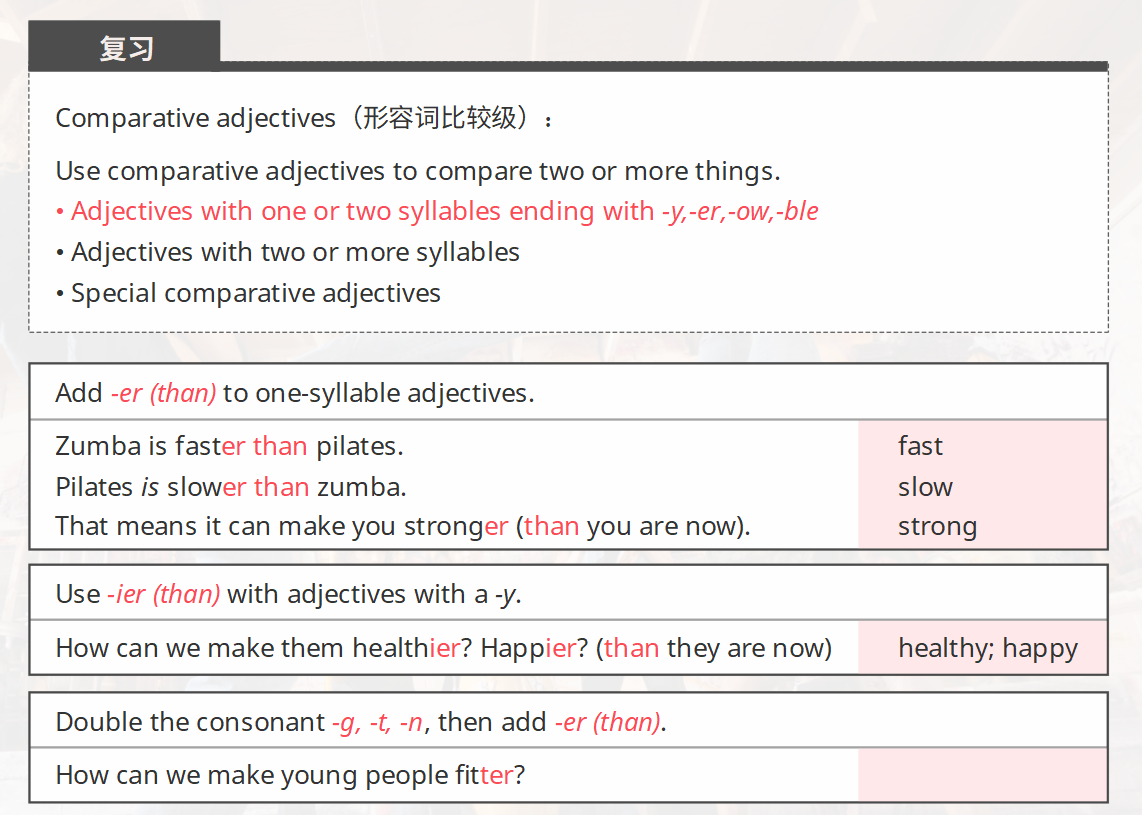 复习
Comparative adjectives（形容词比较级）：
Use comparative adjectives to compare two or more things.
• Adjectives with one or two syllables ending with -y,-er,-ow,-ble
• Adjectives with two or more syllables
• Special comparative adjectives
Add -er (than) to one-syllable adjectives.
Zumba is faster than pilates. fast
Pilates is slower than zumba. slow
That means it can make you stronger (than you are now). strong
Use -ier (than) with adjectives with a -y.
How can we make them healthier? Happier? (than they are now) healthy; happy
Double the consonant -g, -t, -n, then add -er (than).
How can we make young people fitter?